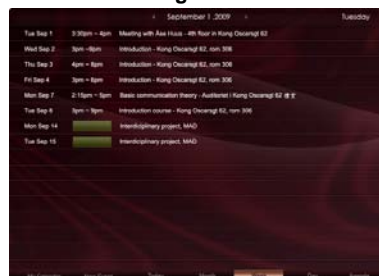 September 1, 2009
Tuesday
Tue Sep 1 3:30pm – 4pm Meeting with Åse Huus - 4th floor in Kong Oscarsgt 62
Wed Sep 2 3pm – 6pm Introduction - Kong Oscarsgt 62, rom 306
Thu Sep 3 4pm – 6pm Introduction - Kong Oscarsgt 62, rom 306
Fri Sep 4 3pm – 6pm Introduction - Kong Oscarsgt 62, rom 306
Mon Sep 7 2:15pm – 5pm Basic communication theory - Auditoriet i Kong Oscarsgt 62
Tue Sep 8 3pm – 5pm Introduction course - Kong Oscarsgt 62, rom 306
Mon Sep 14 Interdiciplinary project, MAD
Tue Sep 15 Interdiciplinary project, MAD
Today Month Day